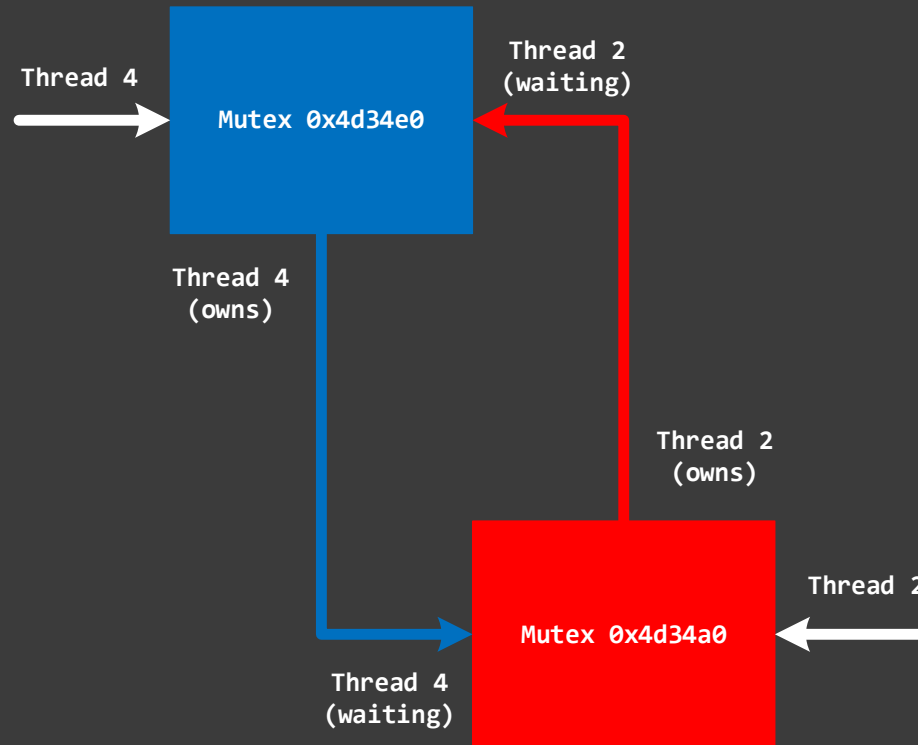 Thread 4
Mutex 0x4d34e0
Thread 2
(waiting)
Thread 4
(owns)
Thread 2
(owns)
Thread 2
Mutex 0x4d34a0
Thread 4
(waiting)